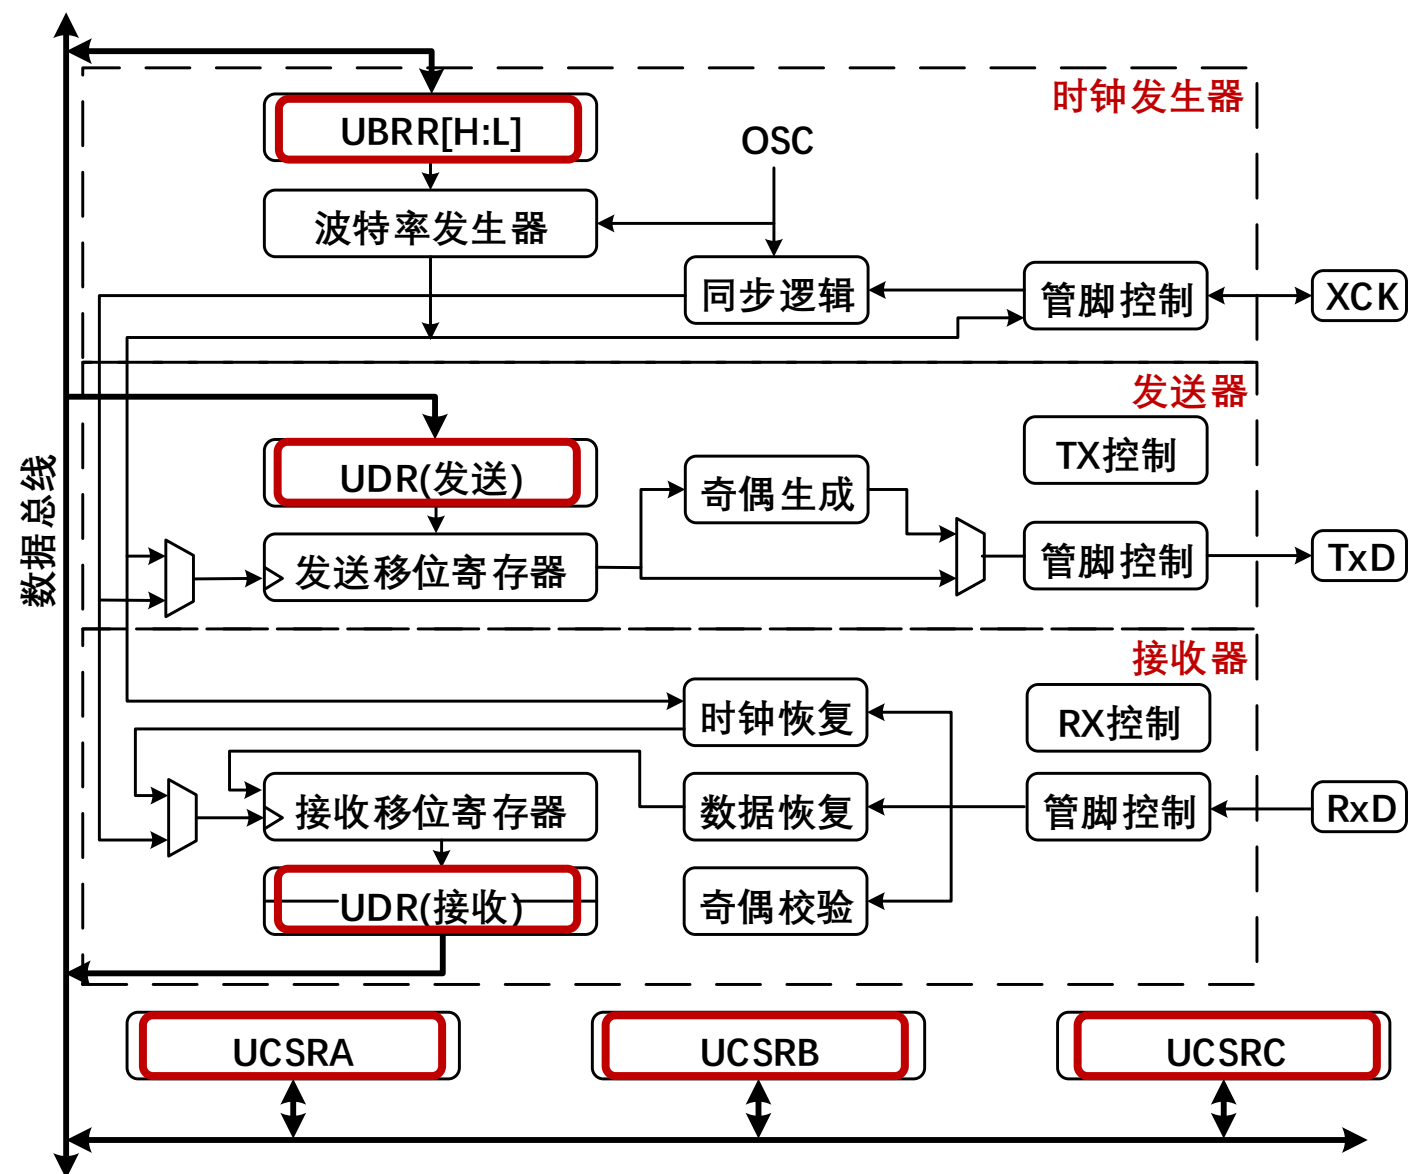 时钟发生器
UBRR[H:L]
OSC
波特率发生器
同步逻辑
管脚控制
XCK
发送器
数据总线
UDR(发送)
TX控制
奇偶生成
发送移位寄存器
管脚控制
TxD
接收器
时钟恢复
RX控制
接收移位寄存器
数据恢复
管脚控制
RxD
UDR(接收)
奇偶校验
UCSRA
UCSRB
UCSRC